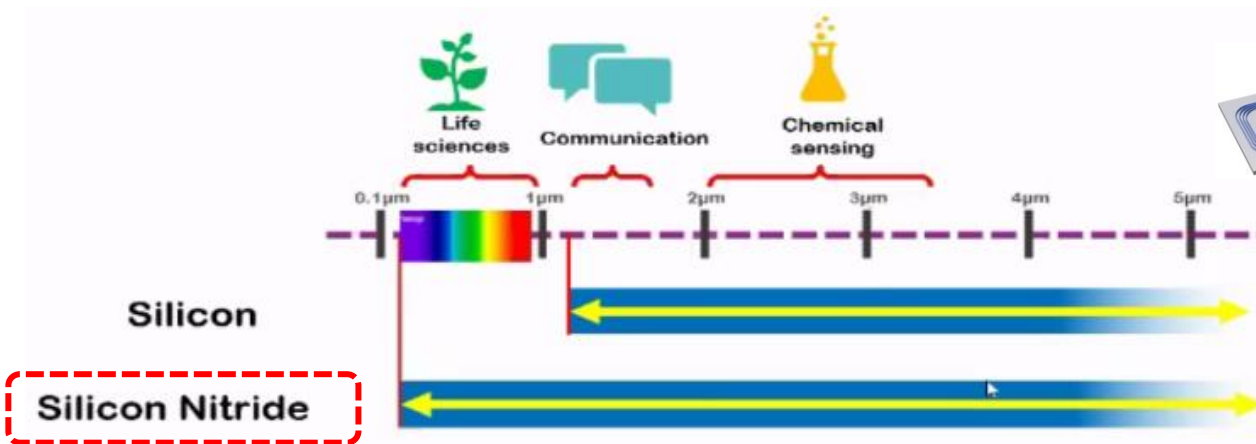 Life
sciences
Communication
Chemical
sensing
0.1μm
1μm
2μm
3μm
4μm
5μm
Silicon
Silicon Nitride